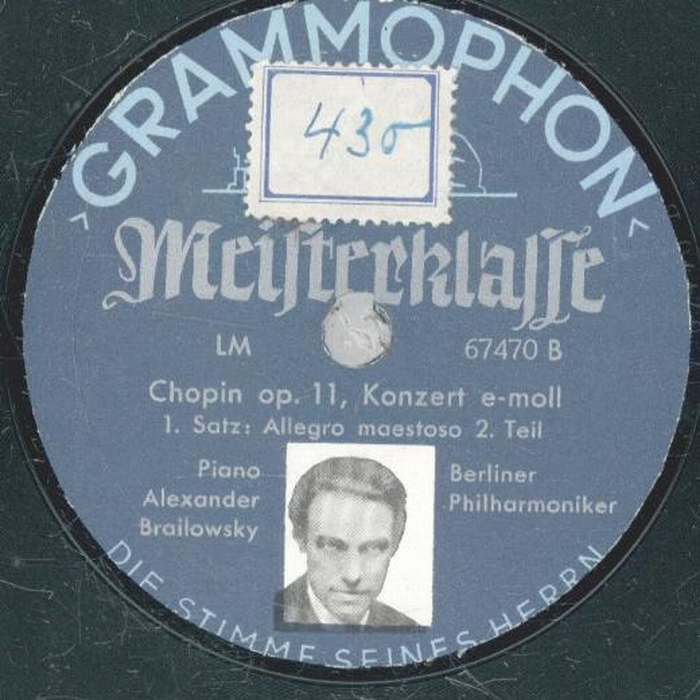 >GRAMMOPHON<
430
Meisterklasse
LM 67470 B
Chopin op. 11, Konzert e-moll
1. Satz: Allegro maestoso 2. Teil
Piano
Alexander
Brailowsky
Berliner
Philharmoniker
DIE STIMME SEINES HERRN